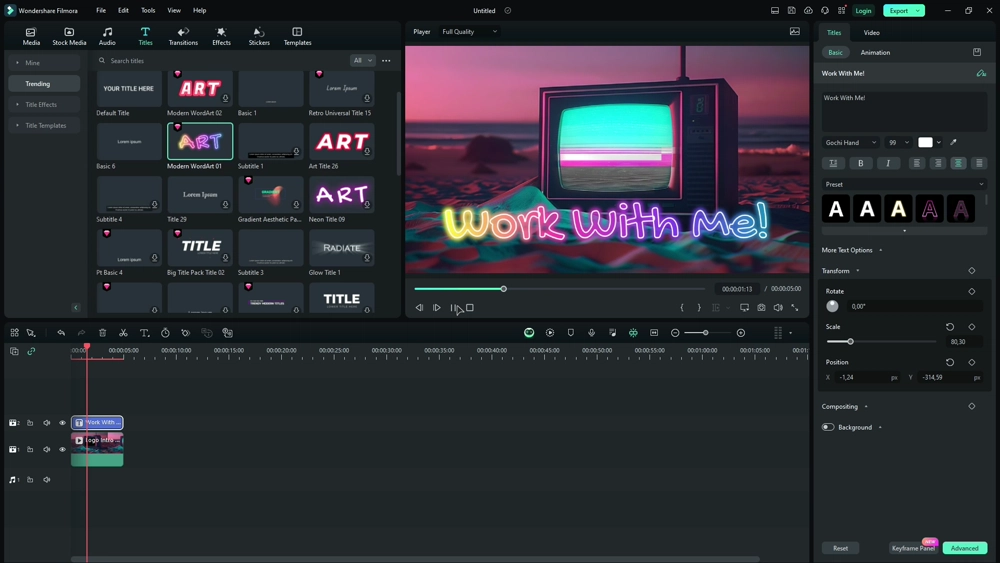 Wondershare Filmora File Edit Tools View Help Untitled Login Export
Media Stock Media Audio Titles Transitions Effects Stickers Templates
Player Full Quality
Titles Video
Mine
Trending
Title Effects
Title Templates
Search titles All
Basic Animation
Work With Me!
Work With Me!
Gochi Hand 99
B I
Preset
A A A A A
More Text Options
Transform
Rotate
0,00°
Scale
80,30
Position
X -1,24 px Y -314,59 px
Compositing
Background
Reset Keyframe Panel NEW Advanced
YOUR TITLE HERE ART Lorem Ipsum
Default Title Modern WordArt 02 Basic 1 Retro Universal Title 15
Lorem ipsum ART ART
Basic 6 Modern WordArt 01 Subtitle 1 Art Title 26
Lorem Ipsum ART
Subtitle 4 Title 29 Gradient Aesthetic Pa... Neon Title 09
Lorem ipsum TITLE RADIATE
Pt Basic 4 Big Title Pack Title 02 Subtitle 3 Glow Title 1
TRENDY MODERN TITLES TITLE
Work With Me!
00:00:01:13 / 00:00:05:00
:00:00 00:00:05:00 00:00:10:00 00:00:15:00 00:00:20:00 00:00:25:00 00:00:30:00 00:00:35:00 00:00:40:00 00:00:45:00 00:00:50:00 00:00:55:00 00:01:00:00 00:01:05:00 00:01:
2 Work With ...
1 Logo Intro ...
1